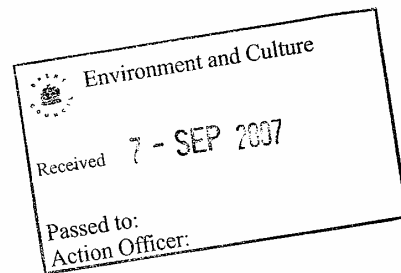 Environment and Culture
Received 7 - SEP 2007
Passed to:
Action Officer: